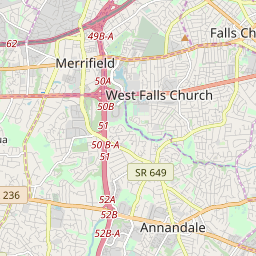 49B-A
Falls Ch
62
Merrifield
50A
West Falls Church
50B
51
50 B-A
51
ua
SR 649
236
52A
52B
Annandale
52B-A